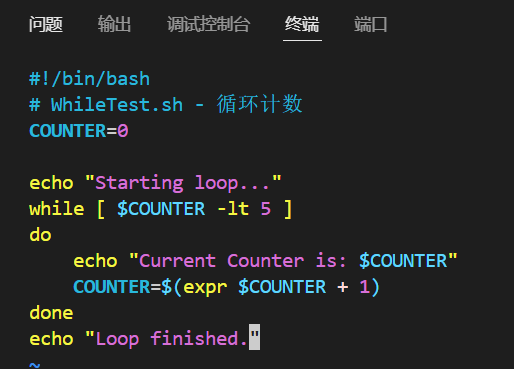 问题 输出 调试控制台 终端 端口
#!/bin/bash
# WhileTest.sh - 循环计数
COUNTER=0
echo "Starting loop..."
while [ $COUNTER -lt 5 ]
do
    echo "Current Counter is: $COUNTER"
    COUNTER=$(expr $COUNTER + 1)
done
echo "Loop finished."
~